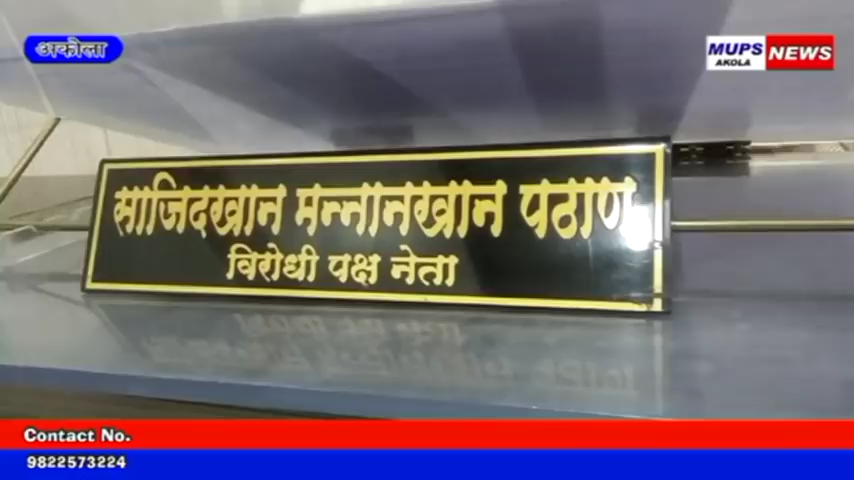 अकोला
MUPS NEWS
AKOLA
साजिदखान मन्नानखान पठाण
विरोधी पक्ष नेता
Contact No.
9822573224